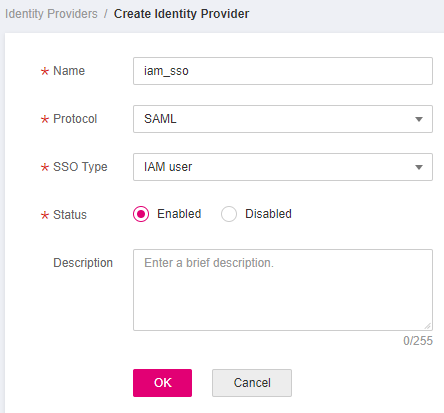 Identity Providers / Create Identity Provider
* Name iam_sso
* Protocol SAML
* SSO Type IAM user
* Status Enabled Disabled
Description Enter a brief description.
0/255
OK Cancel